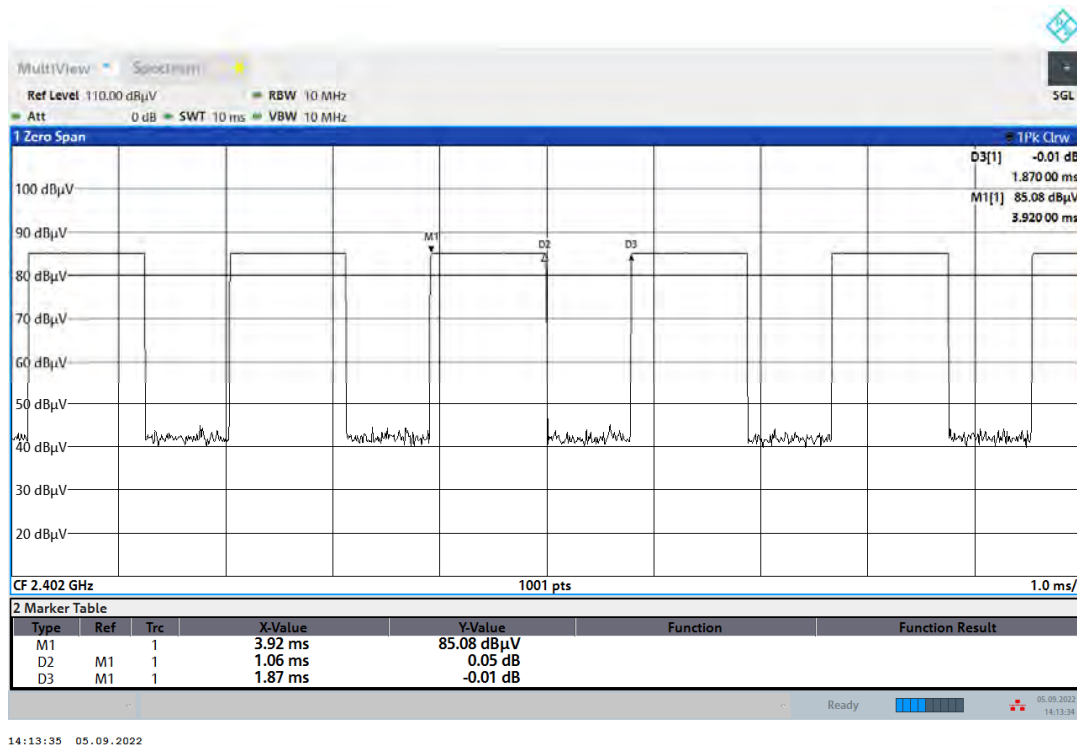 MultiView Spectrum
Ref Level 110.00 dBµV RBW 10 MHz
SGL
Att 0 dB SWT 10 ms VBW 10 MHz
1 Zero Span 1Pk Clrw
D3[1] -0.01 dB
1.870 00 ms
M1[1] 85.08 dBµV
3.920 00 ms
100 dBµV
90 dBµV
M1 D2 D3
80 dBµV
70 dBµV
60 dBµV
50 dBµV
40 dBµV
30 dBµV
20 dBµV
CF 2.402 GHz 1001 pts 1.0 ms/
2 Marker Table
Type Ref Trc X-Value Y-Value Function Function Result
M1 1 3.92 ms 85.08 dBµV
D2 M1 1 1.06 ms 0.05 dB
D3 M1 1 1.87 ms -0.01 dB
Ready 05.09.2022
14:13:34
14:13:35 05.09.2022